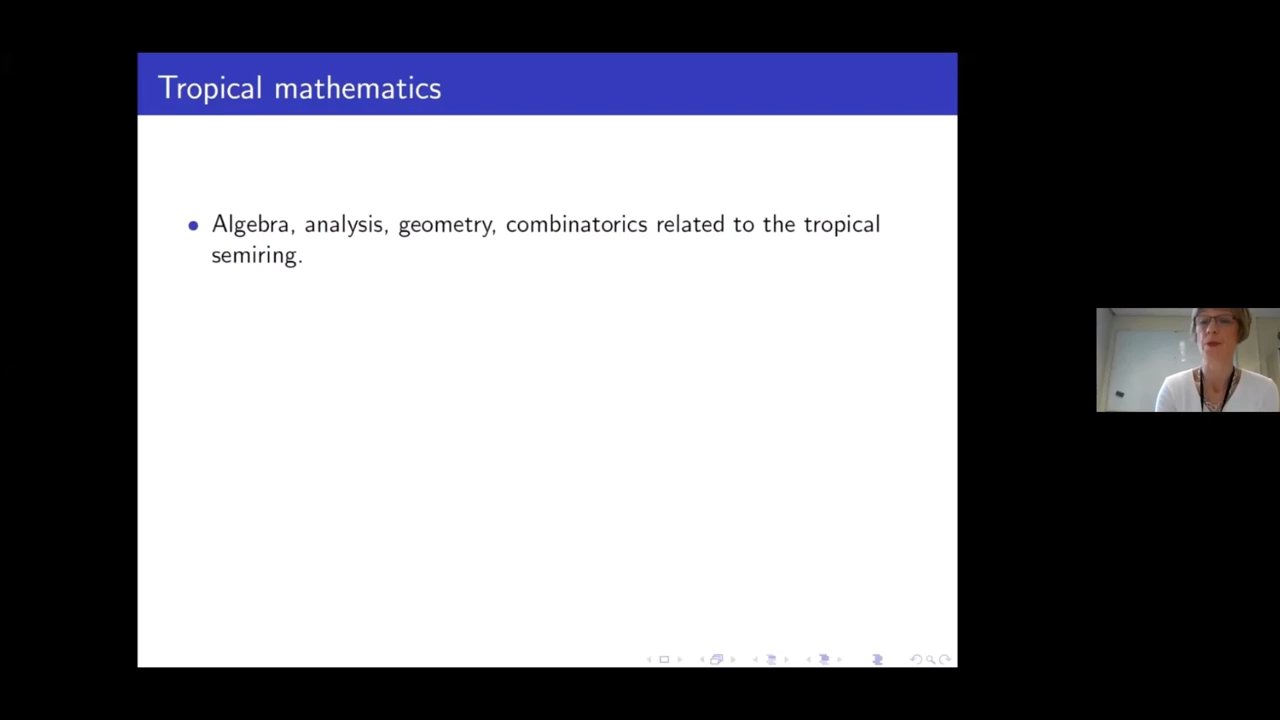 Tropical mathematics
• Algebra, analysis, geometry, combinatorics related to the tropical
semiring.